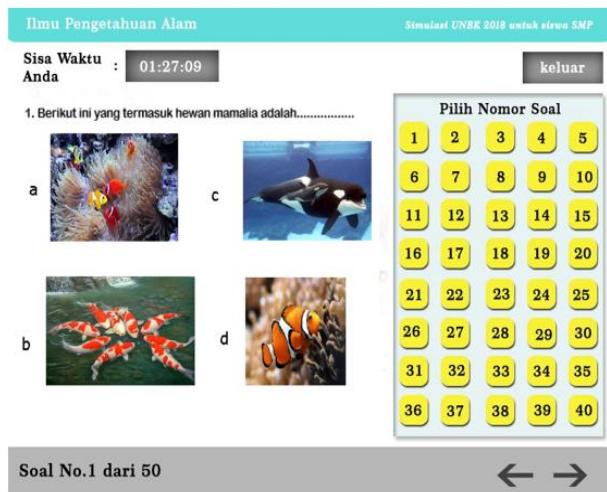 Ilmu Pengetahuan Alam
Simulasi UNBK 2018 untuk siswa SMP
Sisa Waktu Anda : 01:27:09
keluar
1. Berikut ini yang termasuk hewan mamalia adalah.................
a
c
b
d
Pilih Nomor Soal
1 2 3 4 5
6 7 8 9 10
11 12 13 14 15
16 17 18 19 20
21 22 23 24 25
26 27 28 29 30
31 32 33 34 35
36 37 38 39 40
Soal No.1 dari 50